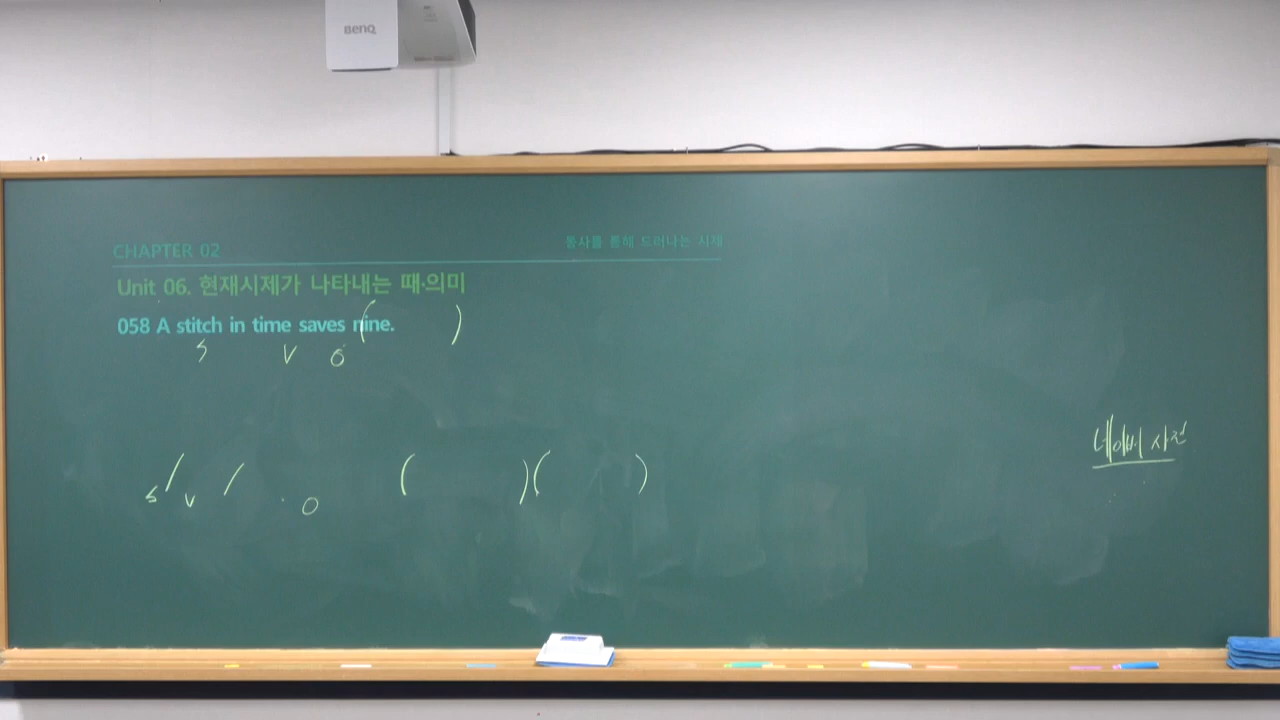 BenQ
CHAPTER 02
동사를 통해 드러나는 시제
Unit 06. 현재시제가 나타내는 때·의미
058 A stitch in time saves nine.
( )
S V O
네이버 사전
S / V / O ( ) ( )